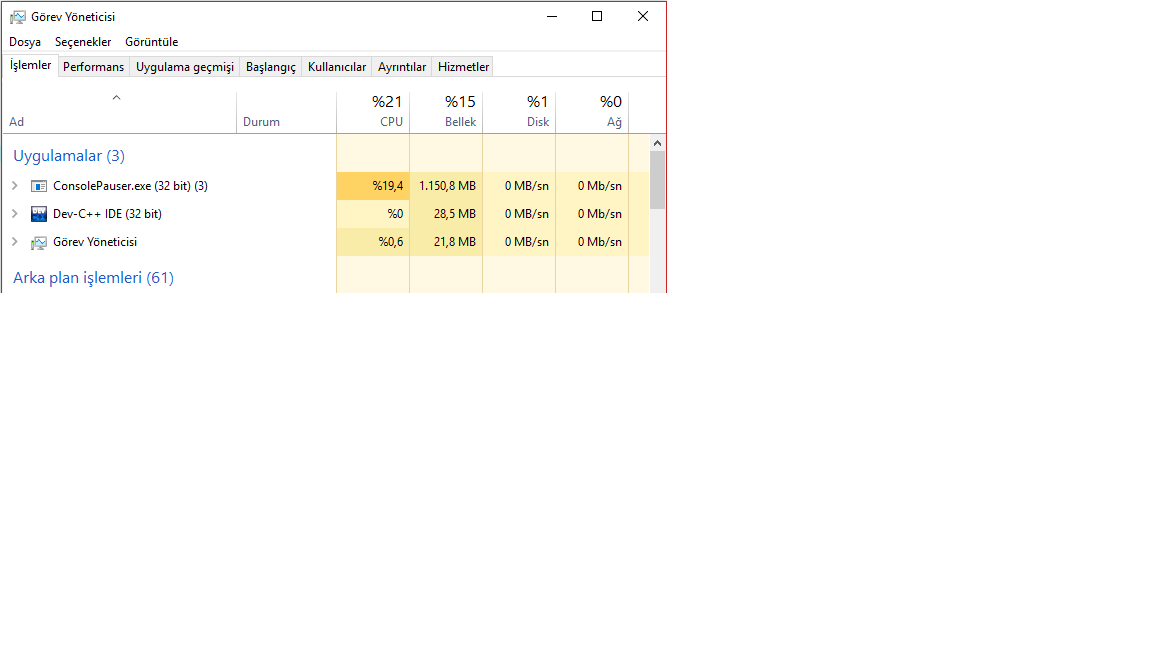 Görev Yöneticisi
Dosya Seçenekler Görüntüle
İşlemler Performans Uygulama geçmişi Başlangıç Kullanıcılar Ayrıntılar Hizmetler
%21 %15 %1 %0
Ad Durum CPU Bellek Disk Ağ
Uygulamalar (3)
ConsolePauser.exe (32 bit) (3) %19,4 1.150,8 MB 0 MB/sn 0 Mb/sn
Dev-C++ IDE (32 bit) %0 28,5 MB 0 MB/sn 0 Mb/sn
Görev Yöneticisi %0,6 21,8 MB 0 MB/sn 0 Mb/sn
Arka plan işlemleri (61)